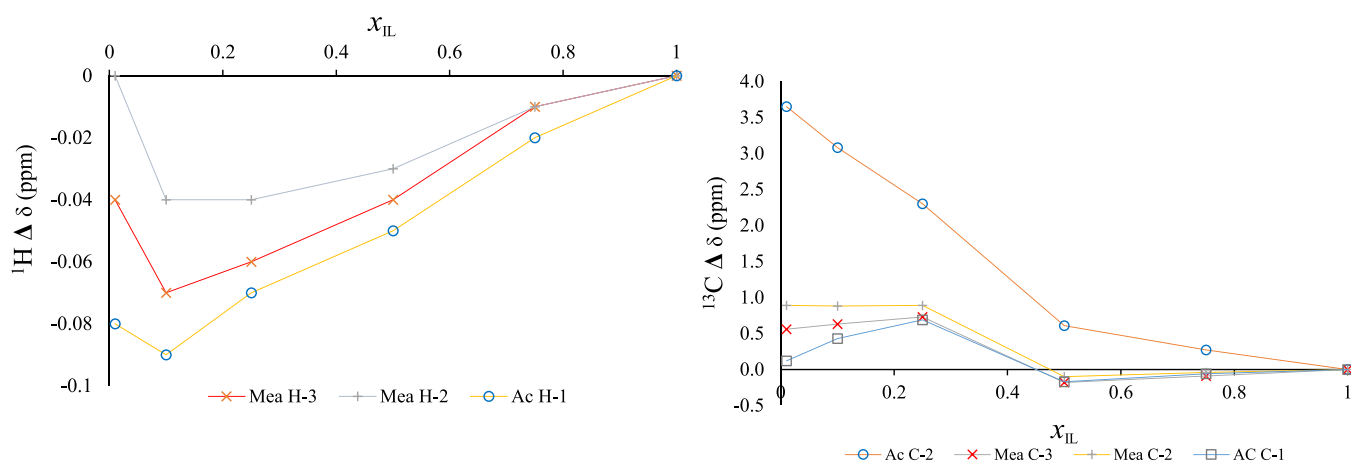 x_IL
0 0.2 0.4 0.6 0.8 1
0
-0.02
-0.04
-0.06
-0.08
-0.1
¹H Δ δ (ppm)
Mea H-3 Mea H-2 Ac H-1
4.0
3.5
3.0
2.5
2.0
1.5
1.0
0.5
0.0
-0.5
¹³C Δ δ (ppm)
0 0.2 0.4 0.6 0.8 1
x_IL
Ac C-2 Mea C-3 Mea C-2 AC C-1